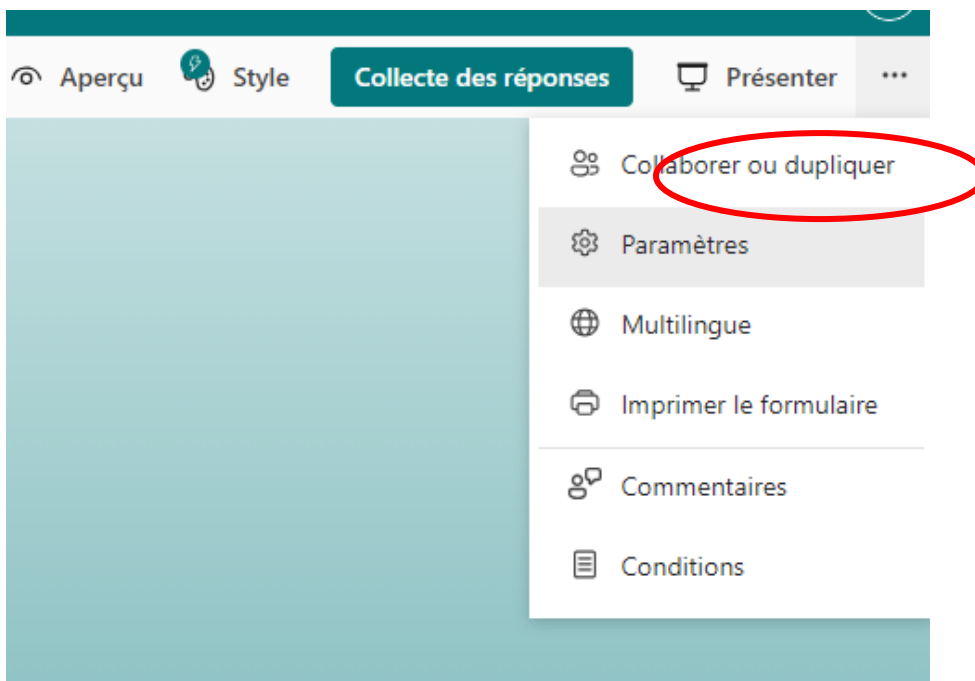 Aperçu Style Collecte des réponses Présenter ...
Collaborer ou dupliquer
Paramètres
Multilingue
Imprimer le formulaire
Commentaires
Conditions